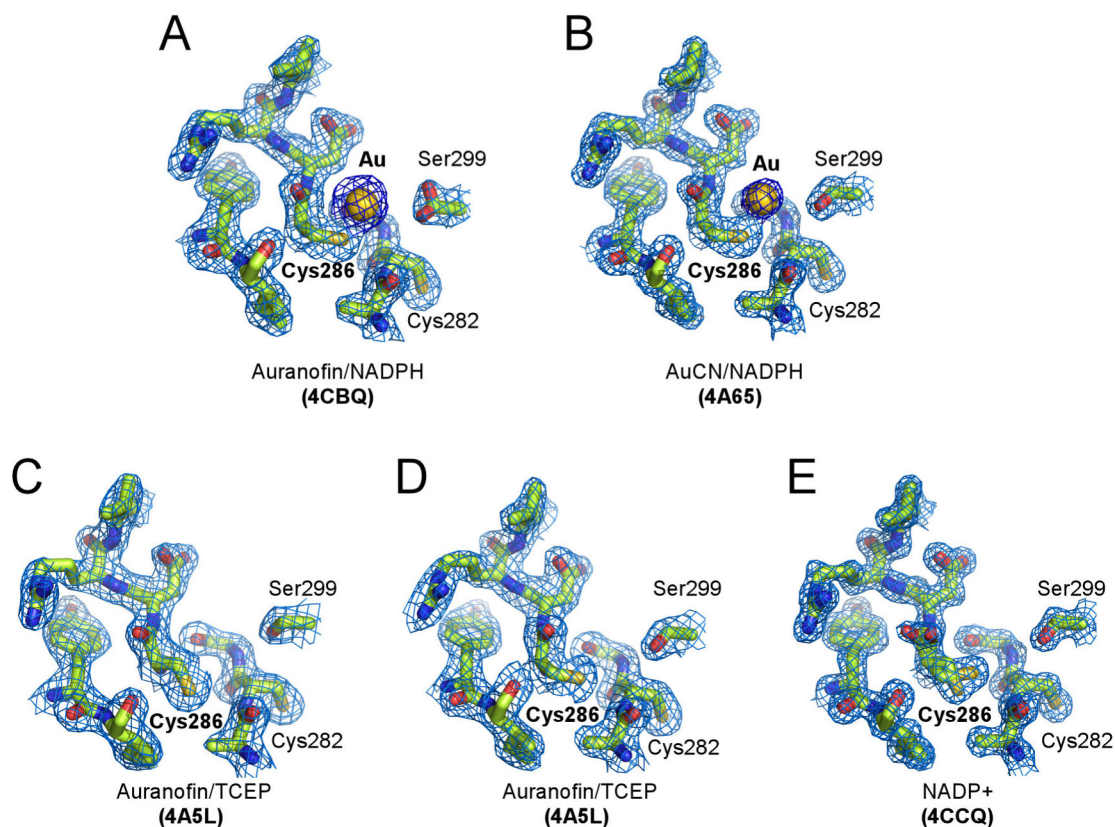 A
B
Au
Ser299
Au
Ser299
Cys286
Cys286
Cys282
Cys282
Auranofin/NADPH
(4CBQ)
AuCN/NADPH
(4A65)
C
D
E
Ser299
Ser299
Ser299
Cys286
Cys286
Cys286
Cys282
Cys282
Cys282
Auranofin/TCEP
(4A5L)
Auranofin/TCEP
(4A5L)
NADP+
(4CCQ)